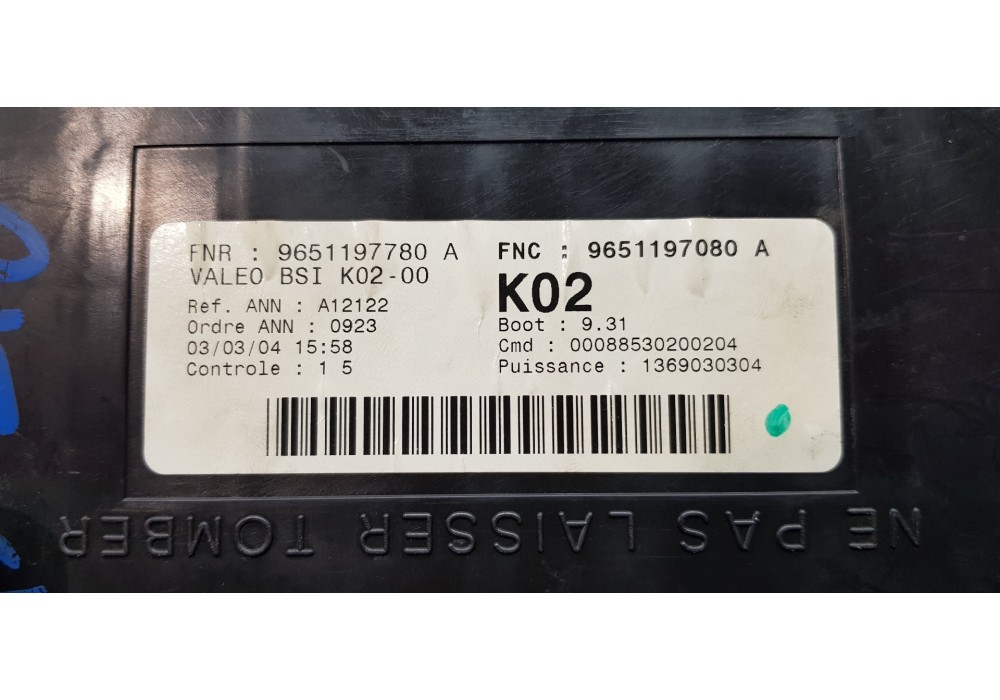 FNR : 9651197780 A
VALEO BSI K02-00
Ref. ANN : A12122
Ordre ANN : 0923
03/03/04 15:58
Controle : 1 5
FNC : 9651197080 A
K02
Boot : 9.31
Cmd : 00088530200204
Puissance : 1369030304
NE PAS LAISSER TOMBER